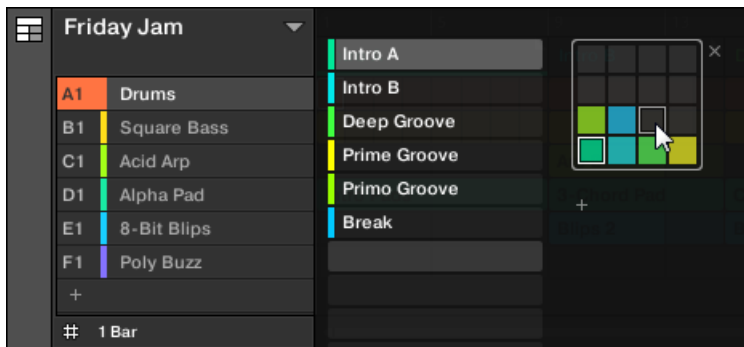 Friday Jam
A1 Drums
B1 Square Bass
C1 Acid Arp
D1 Alpha Pad
E1 8-Bit Blips
F1 Poly Buzz
+
1 Bar
Intro A
Intro B
Deep Groove
Prime Groove
Primo Groove
Break
×
+